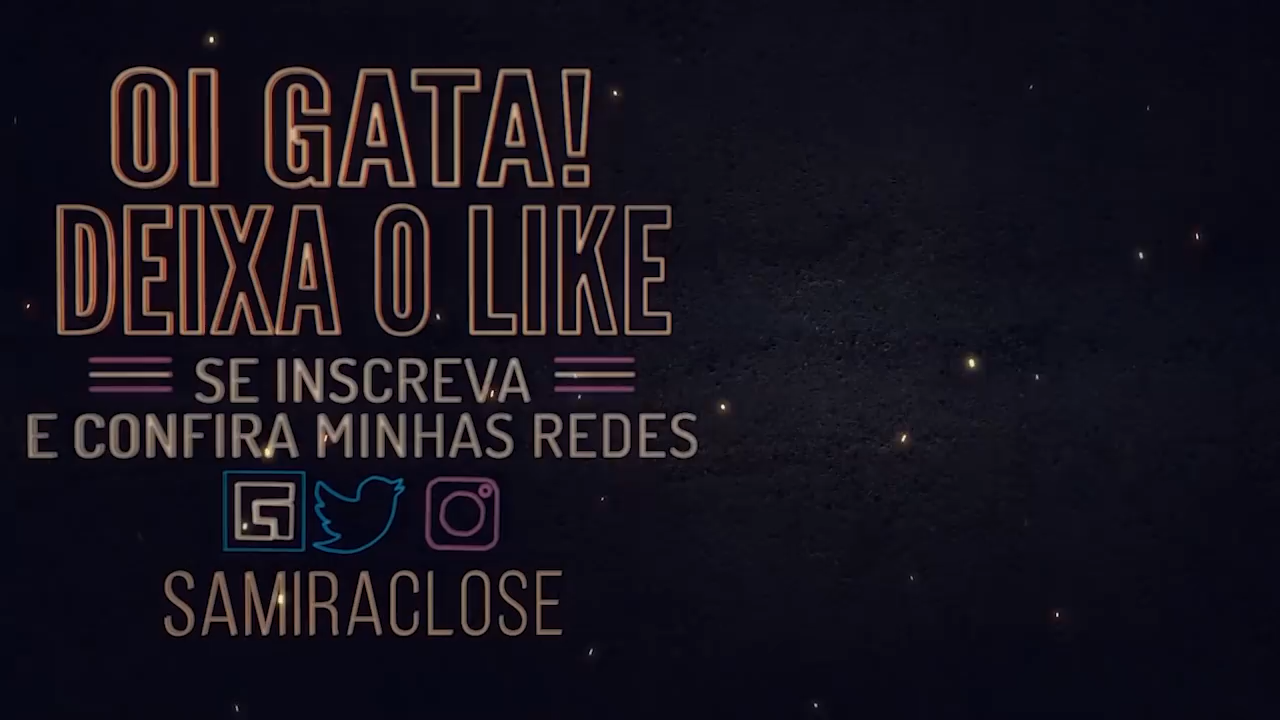 OI GATA!
DEIXA O LIKE
SE INSCREVA
E CONFIRA MINHAS REDES
SAMIRACLOSE